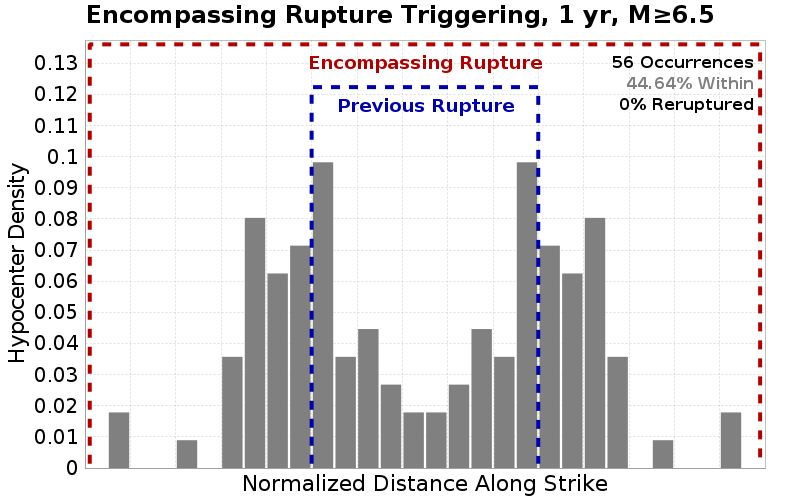 Encompassing Rupture Triggering, 1 yr, M≥6.5
Encompassing Rupture
56 Occurrences
44.64% Within
Previous Rupture
0% Reruptured
0.13
0.12
0.11
0.1
0.09
0.08
0.07
0.06
0.05
0.04
0.03
0.02
0.01
0
Hypocenter Density
Normalized Distance Along Strike